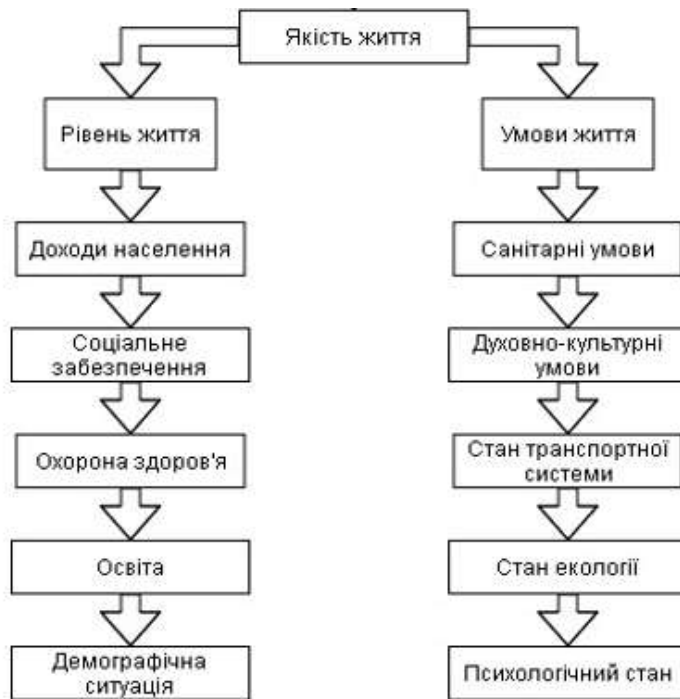 Якість життя
Рівень життя
Доходи населення
Соціальне
забезпечення
Охорона здоров'я
Освіта
Демографічна
ситуація
Умови життя
Санітарні умови
Духовно-культурні
умови
Стан транспортної
системи
Стан екології
Психологічний стан